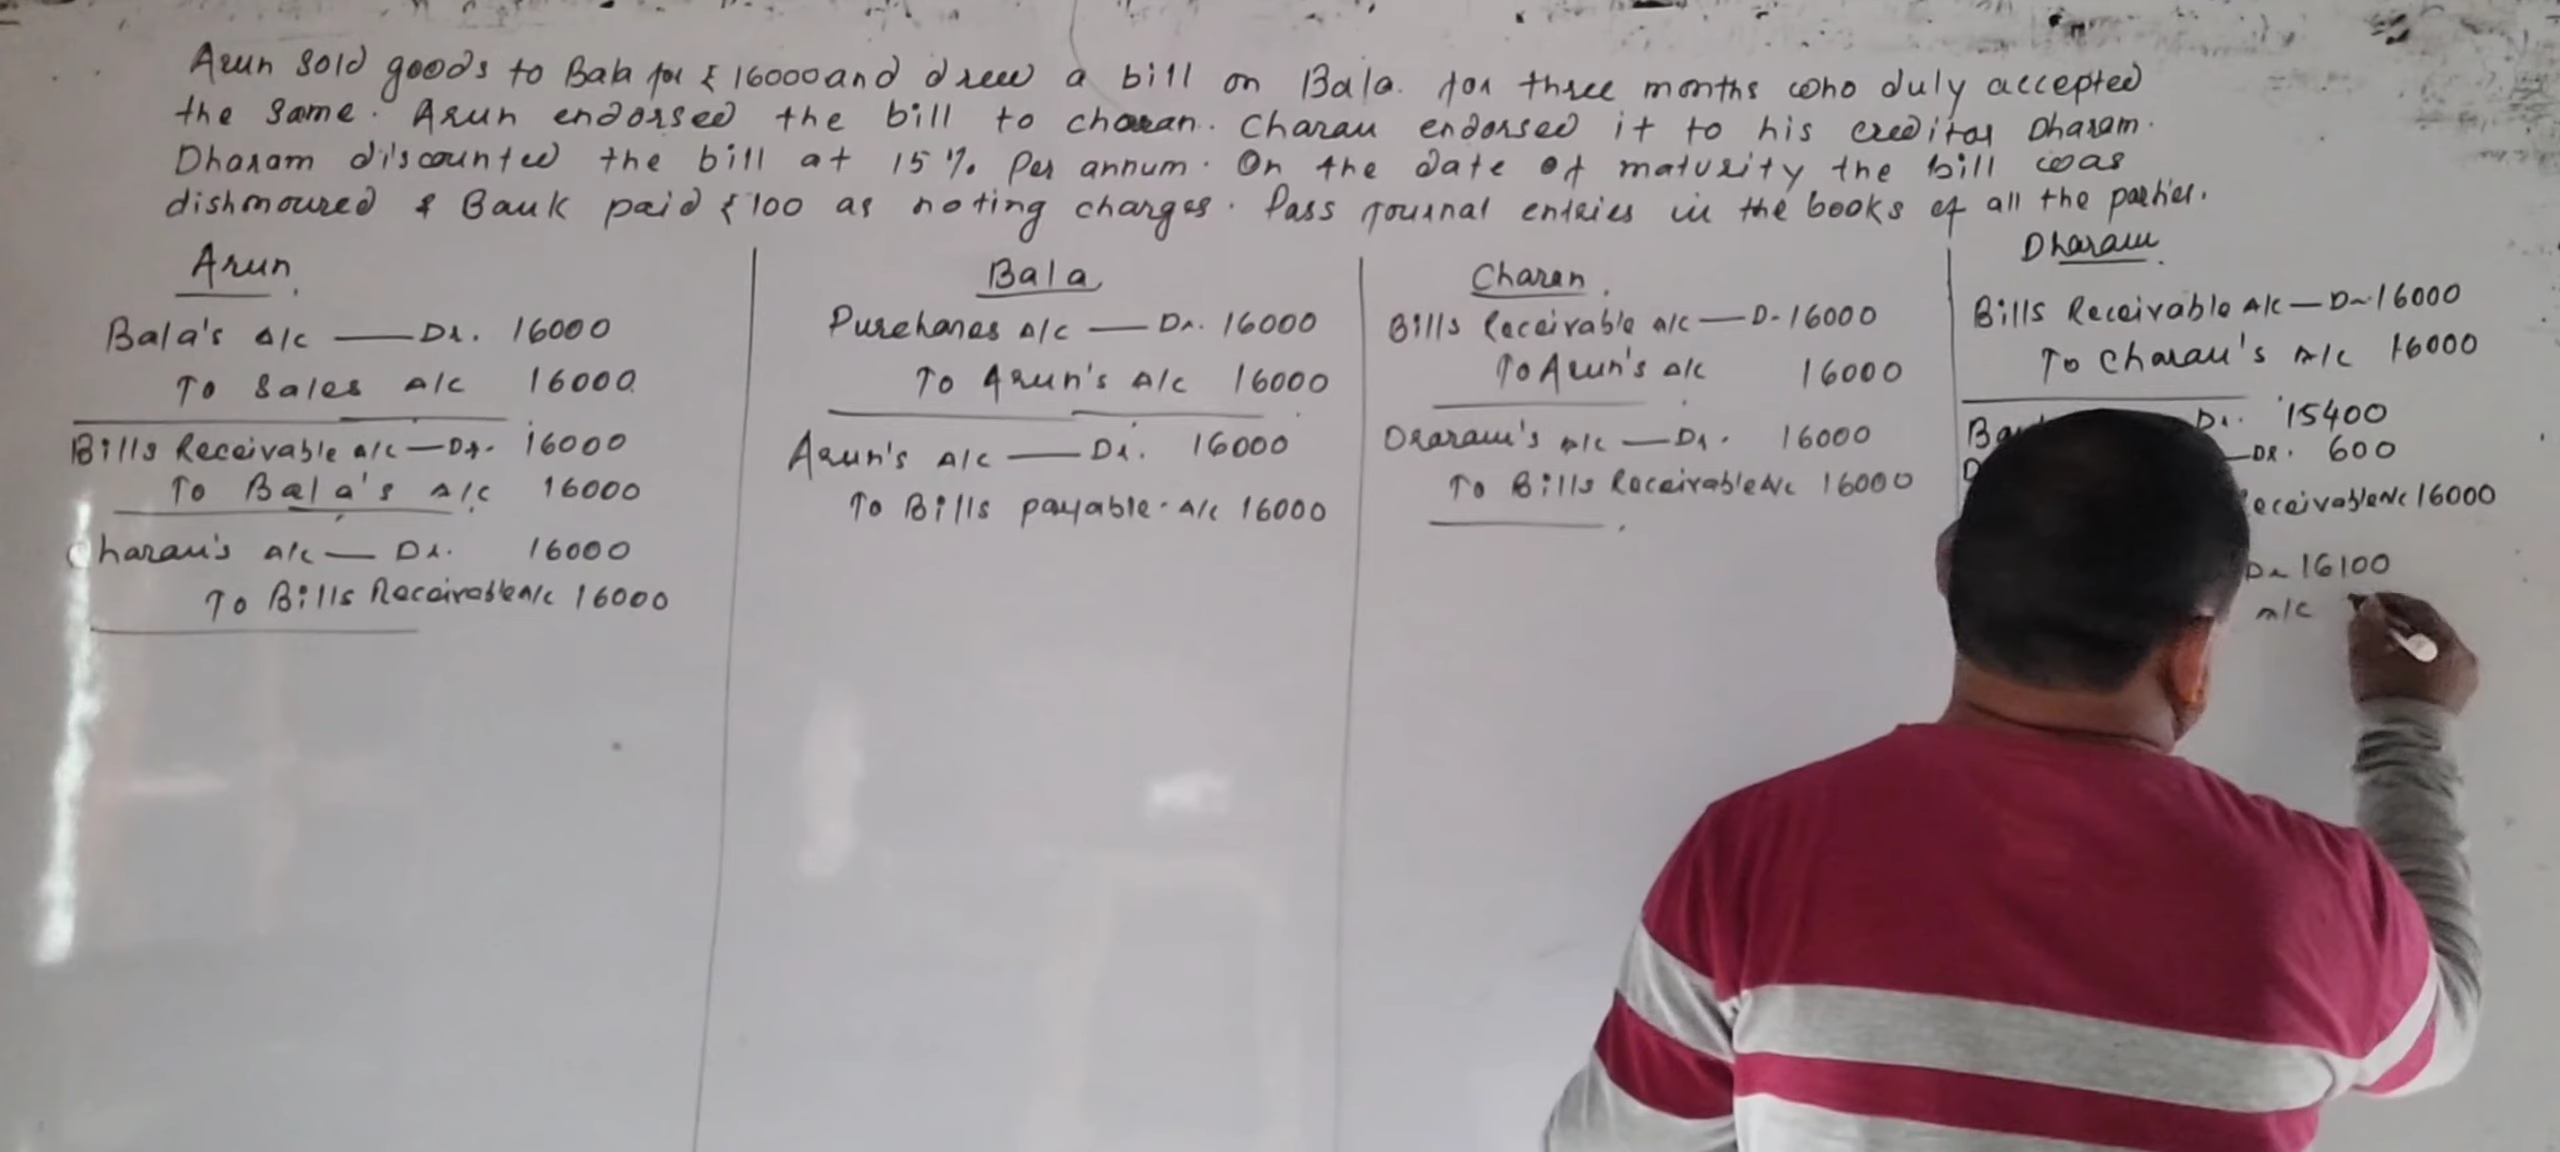 Arun sold goods to Bala for ₹ 16000 and drew a bill on Bala. for three months who duly accepted
the same. Arun endorsed the bill to charan. Charan endorsed it to his creditor Dharam.
Dharam discounted the bill at 15% Per annum. On the date of maturity the bill was
dishonoured & Bank paid ₹100 as noting charges. Pass journal entries in the books of all the parties.
Arun
Bala's A/c — Dr. 16000
To Sales A/c 16000
Bills Receivable A/c — Dr. 16000
To Bala's A/c 16000
Charan's A/c — Dr. 16000
To Bills Receivable A/c 16000
Bala
Purchases A/c — Dr. 16000
To Arun's A/c 16000
Arun's A/c — Dr. 16000
To Bills payable A/c 16000
Charan
Bills Receivable A/c — D- 16000
To Arun's A/c 16000
Dharam's A/c — Dr. 16000
To Bills Receivable A/c 16000
Dharam
Bills Receivable A/c — Dr 16000
To Charan's A/c 16000
Dr. 15400
— DR. 600
eceivable A/c 16000
Dr 16100
A/c